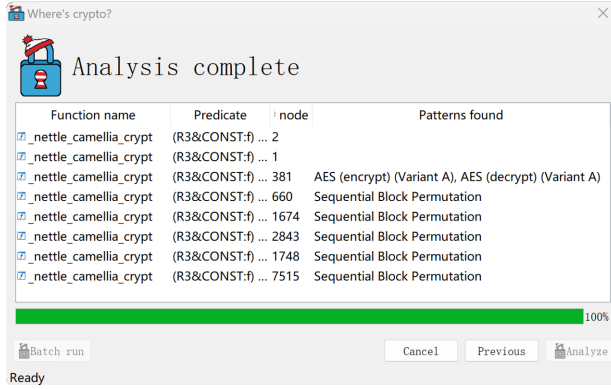 Where's crypto?
Analysis complete
Function name Predicate node Patterns found
_nettle_camellia_crypt (R3&CONST:f) ... 2
_nettle_camellia_crypt (R3&CONST:f) ... 1
_nettle_camellia_crypt (R3&CONST:f) ... 381 AES (encrypt) (Variant A), AES (decrypt) (Variant A)
_nettle_camellia_crypt (R3&CONST:f) ... 660 Sequential Block Permutation
_nettle_camellia_crypt (R3&CONST:f) ... 1674 Sequential Block Permutation
_nettle_camellia_crypt (R3&CONST:f) ... 2843 Sequential Block Permutation
_nettle_camellia_crypt (R3&CONST:f) ... 1748 Sequential Block Permutation
_nettle_camellia_crypt (R3&CONST:f) ... 7515 Sequential Block Permutation
100%
Batch run Cancel Previous Analyze
Ready